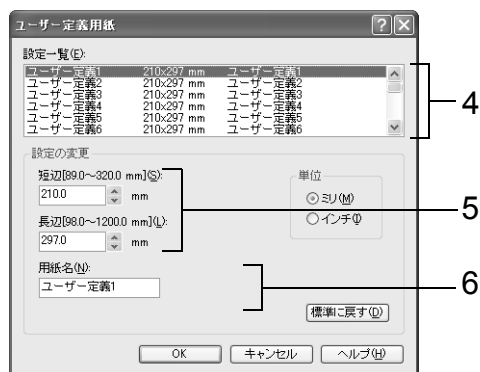 ユーザー定義用紙
設定一覧(E):
ユーザー定義1 210x297 mm ユーザー定義1
ユーザー定義2 210x297 mm ユーザー定義2
ユーザー定義3 210x297 mm ユーザー定義3
ユーザー定義4 210x297 mm ユーザー定義4
ユーザー定義5 210x297 mm ユーザー定義5
ユーザー定義6 210x297 mm ユーザー定義6
4
設定の変更
短辺[89.0～320.0 mm](S):
210.0 mm
長辺[98.0～1200.0 mm](L):
297.0 mm
単位
ミリ(M)
インチ(I)
5
用紙名(N):
ユーザー定義1
6
標準に戻す(D)
OK キャンセル ヘルプ(H)